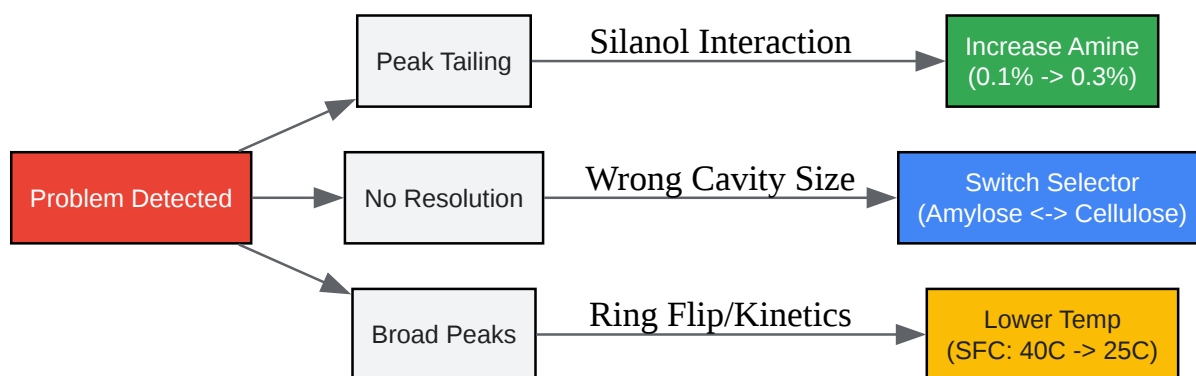 Peak Tailing
Silanol Interaction
Increase Amine
(0.1% -> 0.3%)
Problem Detected
No Resolution
Wrong Cavity Size
Switch Selector
(Amylose <-> Cellulose)
Broad Peaks
Ring Flip/Kinetics
Lower Temp
(SFC: 40C -> 25C)